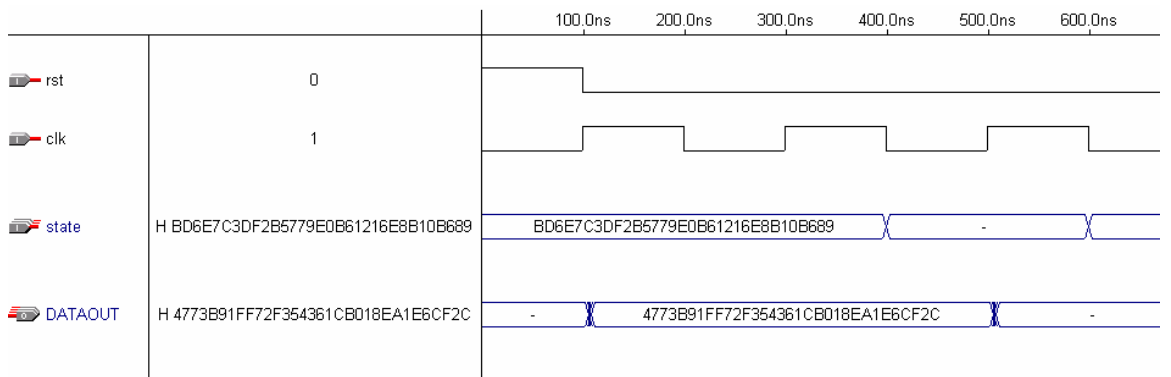 100.0ns 200.0ns 300.0ns 400.0ns 500.0ns 600.0ns
rst 0
clk 1
state H BD6E7C3DF2B5779E0B61216E8B10B689 BD6E7C3DF2B5779E0B61216E8B10B689 -
DATAOUT H 4773B91FF72F354361CB018EA1E6CF2C - 4773B91FF72F354361CB018EA1E6CF2C -